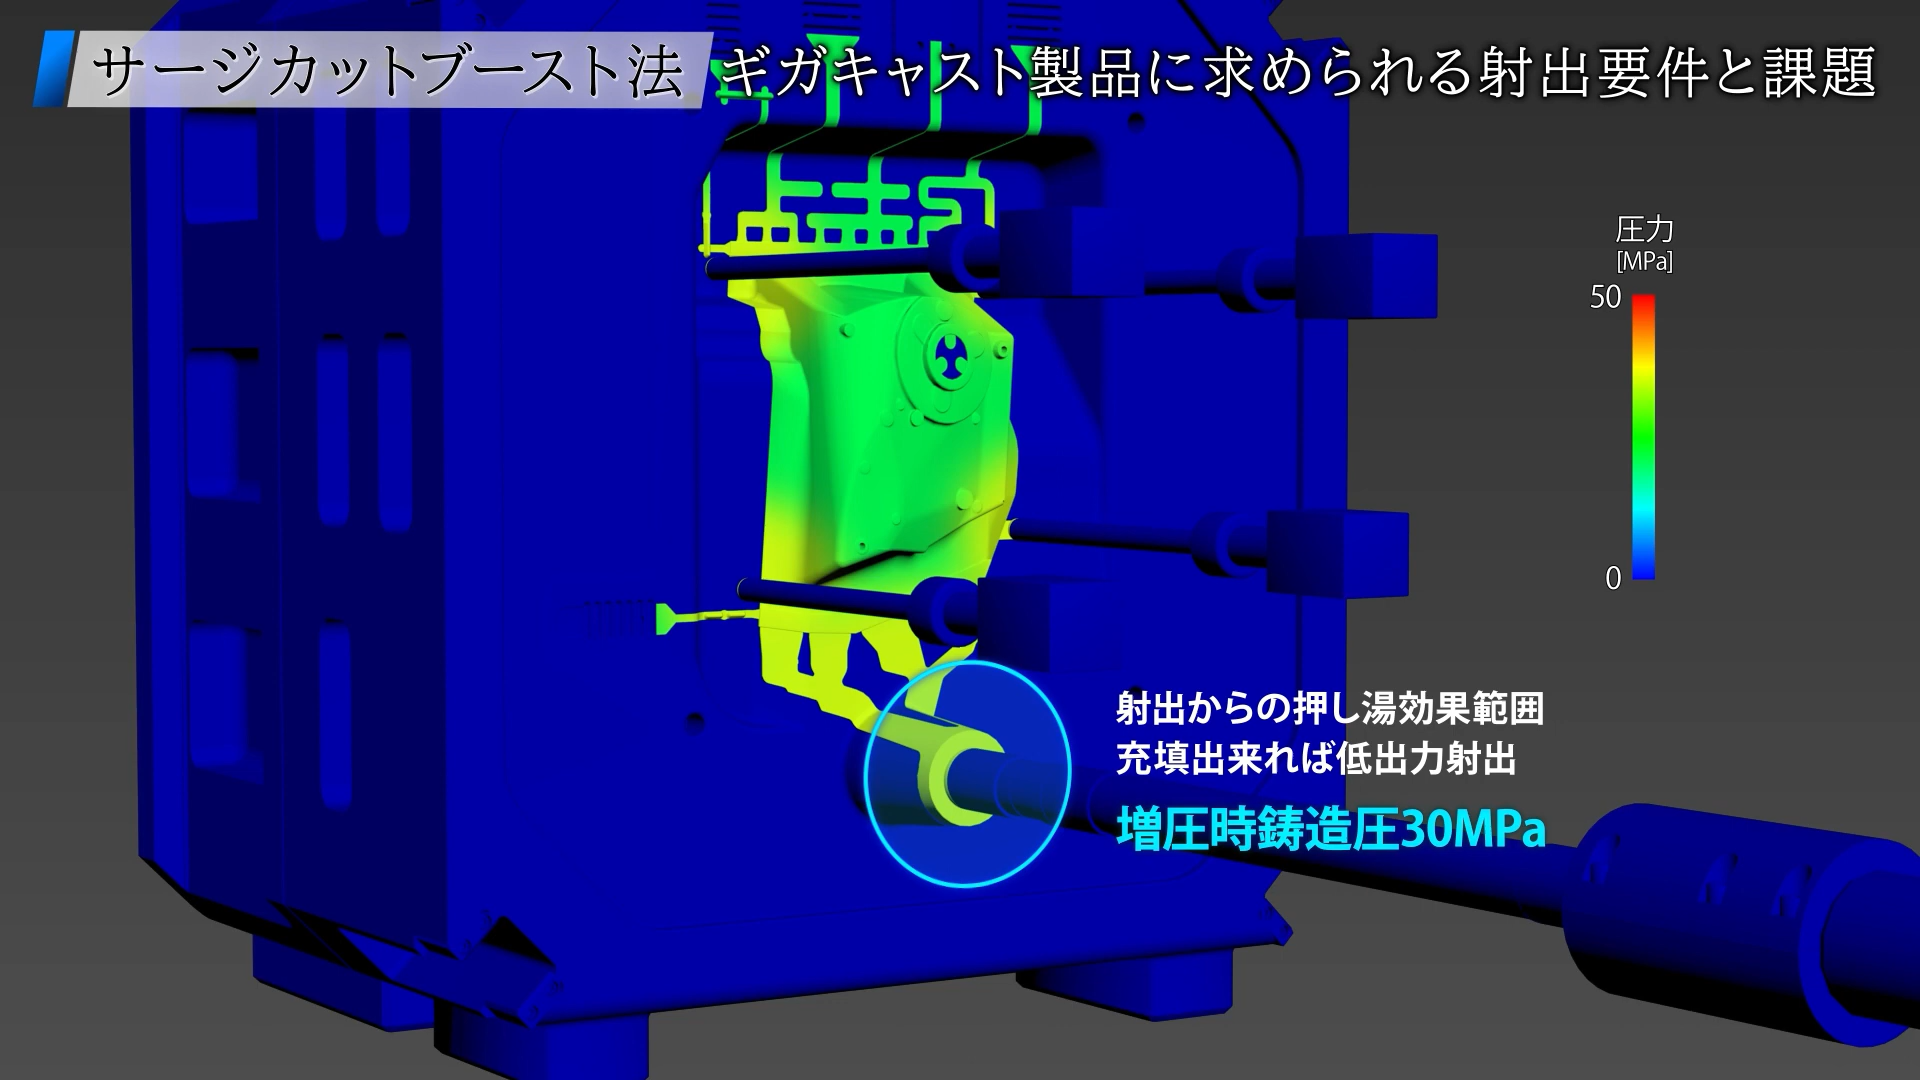 サージカットブースト法
ギガキャスト製品に求められる射出要件と課題
圧力
[MPa]
50
0
射出からの押し湯効果範囲
充填出来れば低出力射出
増圧時鋳造圧30MPa